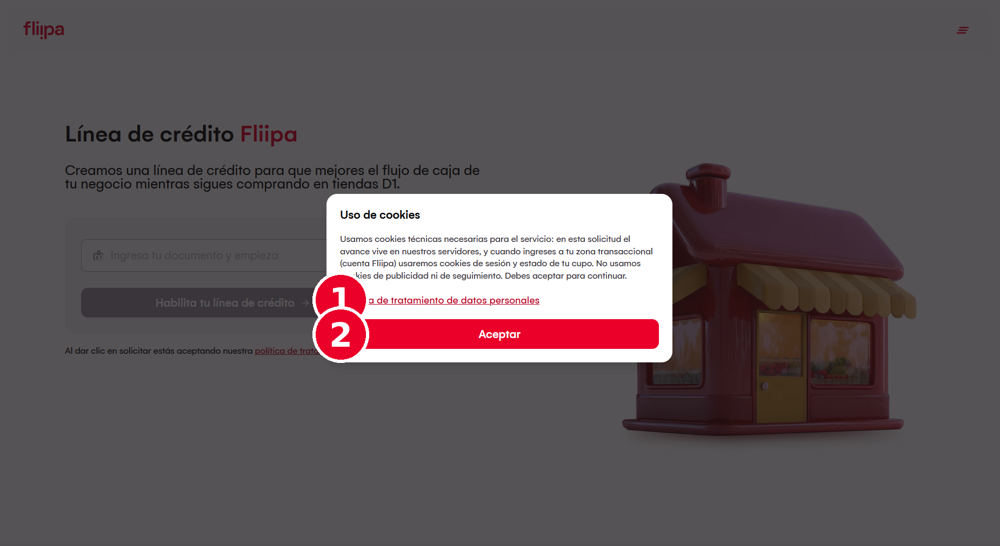 fliipa
Línea de crédito Fliipa
Creamos una línea de crédito para que mejores el flujo de caja de
tu negocio mientras sigues comprando en tiendas D1.
Ingresa tu documento y empieza
Habilita tu línea de crédito →
Al dar clic en solicitar estás aceptando nuestra política de
Uso de cookies
Usamos cookies técnicas necesarias para el servicio: en esta solicitud el
avance vive en nuestros servidores, y cuando ingreses a tu zona transaccional
(cuenta Fliipa) usaremos cookies de sesión y estado de tu cupo. No usamos
de publicidad ni de seguimiento. Debes aceptar para continuar.
1
de tratamiento de datos personales
2
Aceptar